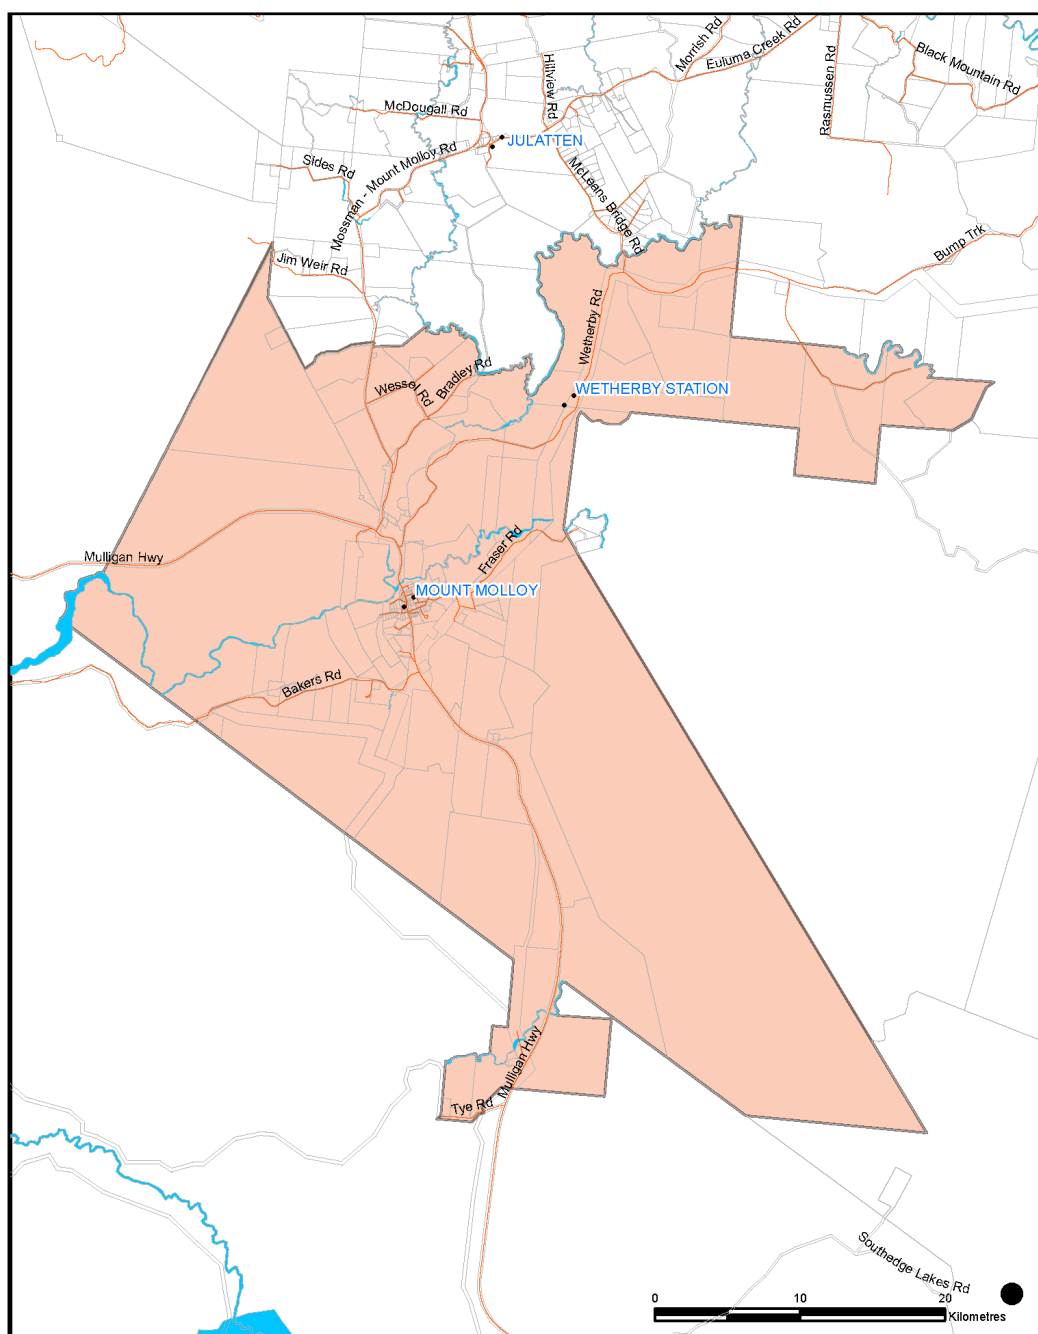 Morrish Rd
Euluma Creek Rd
Hillview Rd
Rasmussen Rd
Black Mountain Rd
McDougall Rd
JULATTEN
Sides Rd
Mossman - Mount Molloy Rd
McLeans Bridge Rd
Bump Trk
Jim Weir Rd
Wetherby Rd
Bradley Rd
Wessel Rd
WETHERBY STATION
Fraser Rd
Mulligan Hwy
MOUNT MOLLOY
Bakers Rd
Mulligan Hwy
Tye Rd
Southedge Lakes Rd
0 10 20
Kilometres